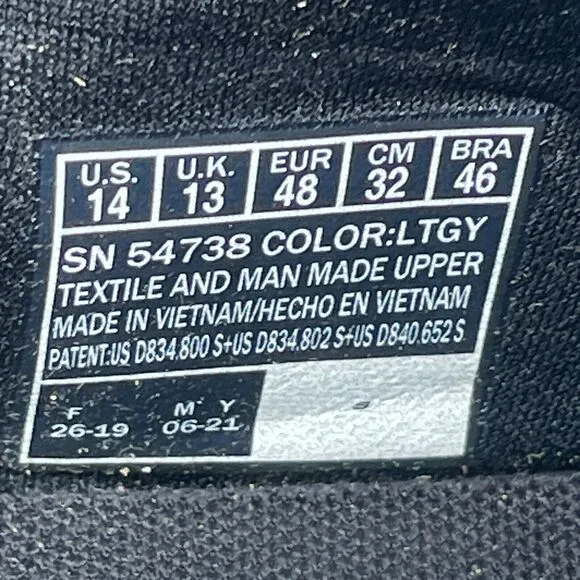 U.S. U.K. EUR CM BRA
14 13 48 32 46
SN 54738 COLOR:LTGY
TEXTILE AND MAN MADE UPPER
MADE IN VIETNAM/HECHO EN VIETNAM
PATENT:US D834.800 S+US D834.802 S+US D840.652 S
F M Y
26-19 06-21